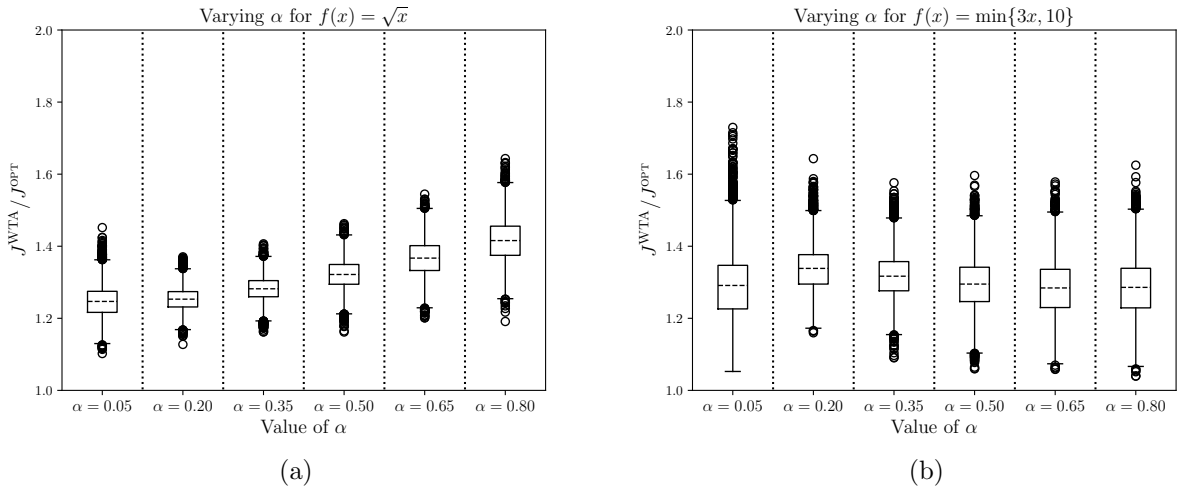 Varying α for f(x) = √x
2.0
1.8
1.6
1.4
1.2
1.0
J^WTA / J^OPT
α = 0.05 α = 0.20 α = 0.35 α = 0.50 α = 0.65 α = 0.80
Value of α
(a)
Varying α for f(x) = min{3x, 10}
2.0
1.8
1.6
1.4
1.2
1.0
J^WTA / J^OPT
α = 0.05 α = 0.20 α = 0.35 α = 0.50 α = 0.65 α = 0.80
Value of α
(b)